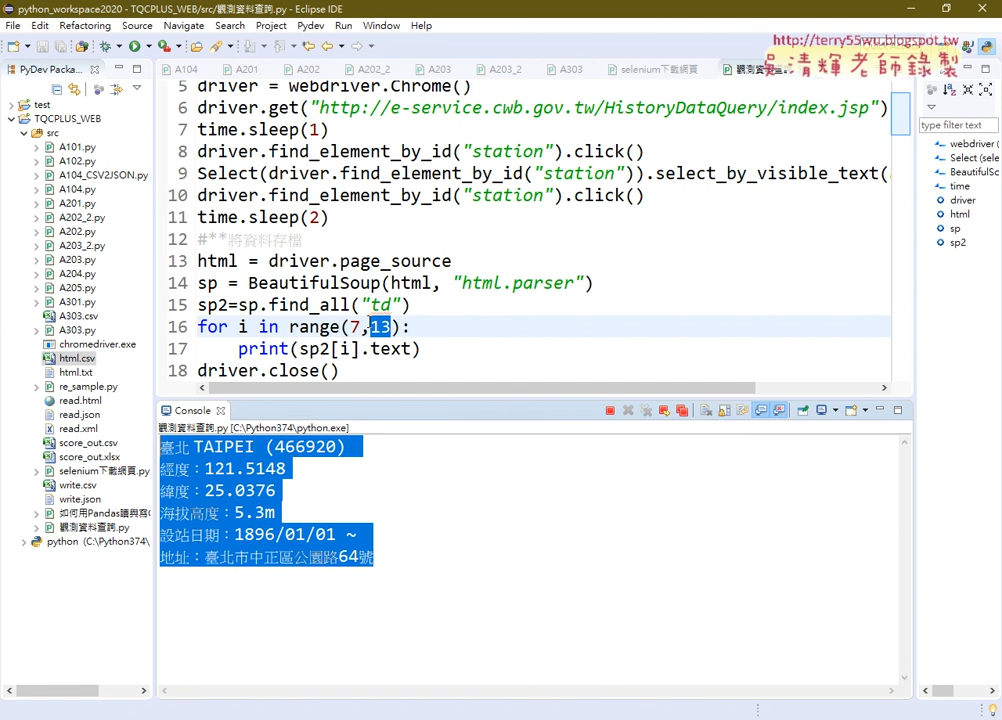 python_workspace2020 - TQCPLUS_WEB/src/觀測資料查詢.py - Eclipse IDE
File Edit Refactoring Source Navigate Search Project Pydev Run Window Help
http://terry55wu.blogspot.tw
吳清輝老師錄製
PyDev Packa...
A104 A201 A202 A202_2 A203 A203_2 A303 selenium下載網頁
test
TQCPLUS_WEB
src
A101.py
A102.py
A104_CSV2JSON.py
A104.py
A201.py
A202_2.py
A202.py
A203_2.py
A203.py
A204.py
A205.py
A301.py
A303.csv
A303.py
chromedriver.exe
html.csv
html.txt
re_sample.py
read.html
read.json
read.xml
score_out.csv
score_out.xlsx
selenium下載網頁.py
write.csv
write.json
如何用Pandas讀與寫C
觀測資料查詢.py
python (C:\Python374\
5 driver = webdriver.Chrome()
6 driver.get("http://e-service.cwb.gov.tw/HistoryDataQuery/index.jsp")
7 time.sleep(1)
8 driver.find_element_by_id("station").click()
9 Select(driver.find_element_by_id("station")).select_by_visible_text(
10 driver.find_element_by_id("station").click()
11 time.sleep(2)
12 #**將資料存檔
13 html = driver.page_source
14 sp = BeautifulSoup(html, "html.parser")
15 sp2=sp.find_all("td")
16 for i in range(7,13):
17 print(sp2[i].text)
18 driver.close()
type filter text
webdriver (
Select (sele
BeautifulSo
time
driver
html
sp
sp2
Console
觀測資料查詢.py [C:\Python374\python.exe]
臺北 TAIPEI (466920)
經度：121.5148
緯度：25.0376
海拔高度：5.3m
設站日期：1896/01/01 ~
地址：臺北市中正區公園路64號